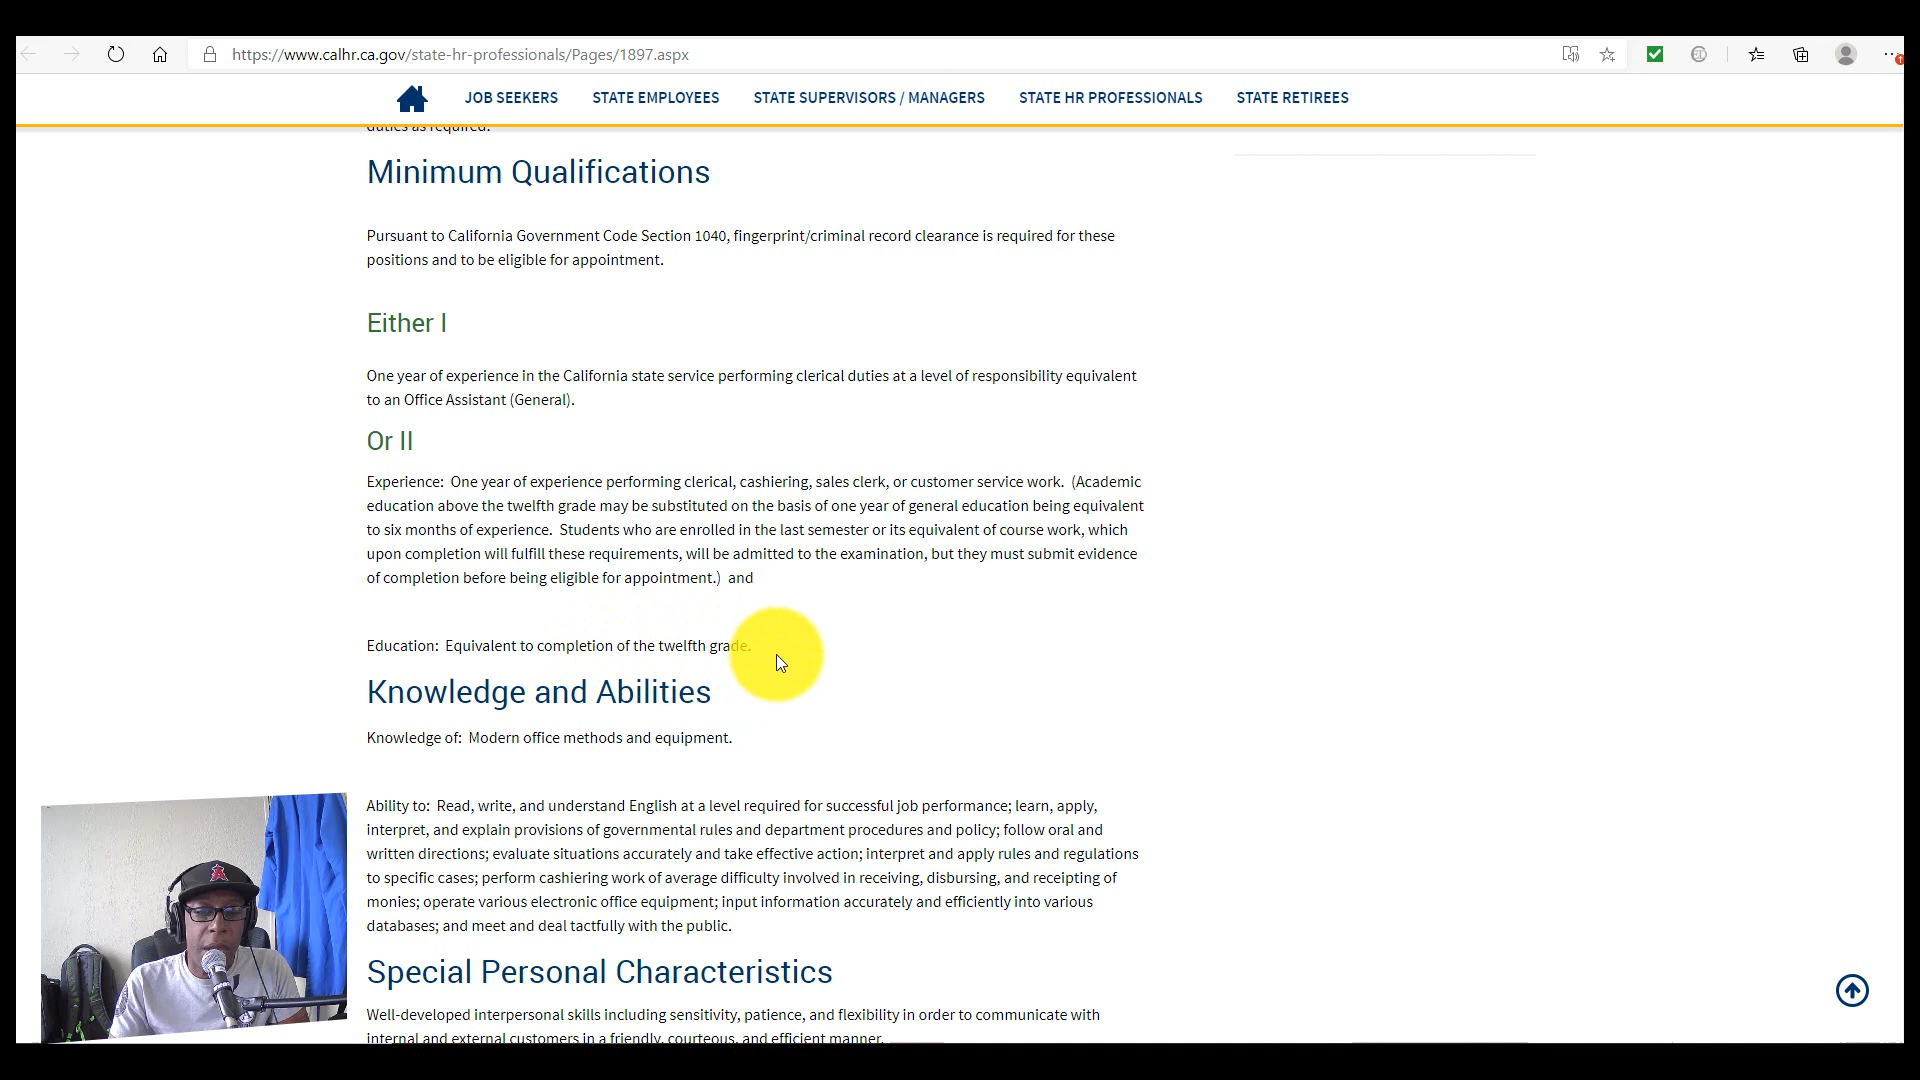 https://www.calhr.ca.gov/state-hr-professionals/Pages/1897.aspx
JOB SEEKERS STATE EMPLOYEES STATE SUPERVISORS / MANAGERS STATE HR PROFESSIONALS STATE RETIREES
duties as required.
Minimum Qualifications
Pursuant to California Government Code Section 1040, fingerprint/criminal record clearance is required for these
positions and to be eligible for appointment.
Either I
One year of experience in the California state service performing clerical duties at a level of responsibility equivalent
to an Office Assistant (General).
Or II
Experience: One year of experience performing clerical, cashiering, sales clerk, or customer service work. (Academic
education above the twelfth grade may be substituted on the basis of one year of general education being equivalent
to six months of experience. Students who are enrolled in the last semester or its equivalent of course work, which
upon completion will fulfill these requirements, will be admitted to the examination, but they must submit evidence
of completion before being eligible for appointment.) and
Education: Equivalent to completion of the twelfth grade.
Knowledge and Abilities
Knowledge of: Modern office methods and equipment.
Ability to: Read, write, and understand English at a level required for successful job performance; learn, apply,
interpret, and explain provisions of governmental rules and department procedures and policy; follow oral and
written directions; evaluate situations accurately and take effective action; interpret and apply rules and regulations
to specific cases; perform cashiering work of average difficulty involved in receiving, disbursing, and receipting of
monies; operate various electronic office equipment; input information accurately and efficiently into various
databases; and meet and deal tactfully with the public.
Special Personal Characteristics
Well-developed interpersonal skills including sensitivity, patience, and flexibility in order to communicate with
internal and external customers in a friendly, courteous, and efficient manner.